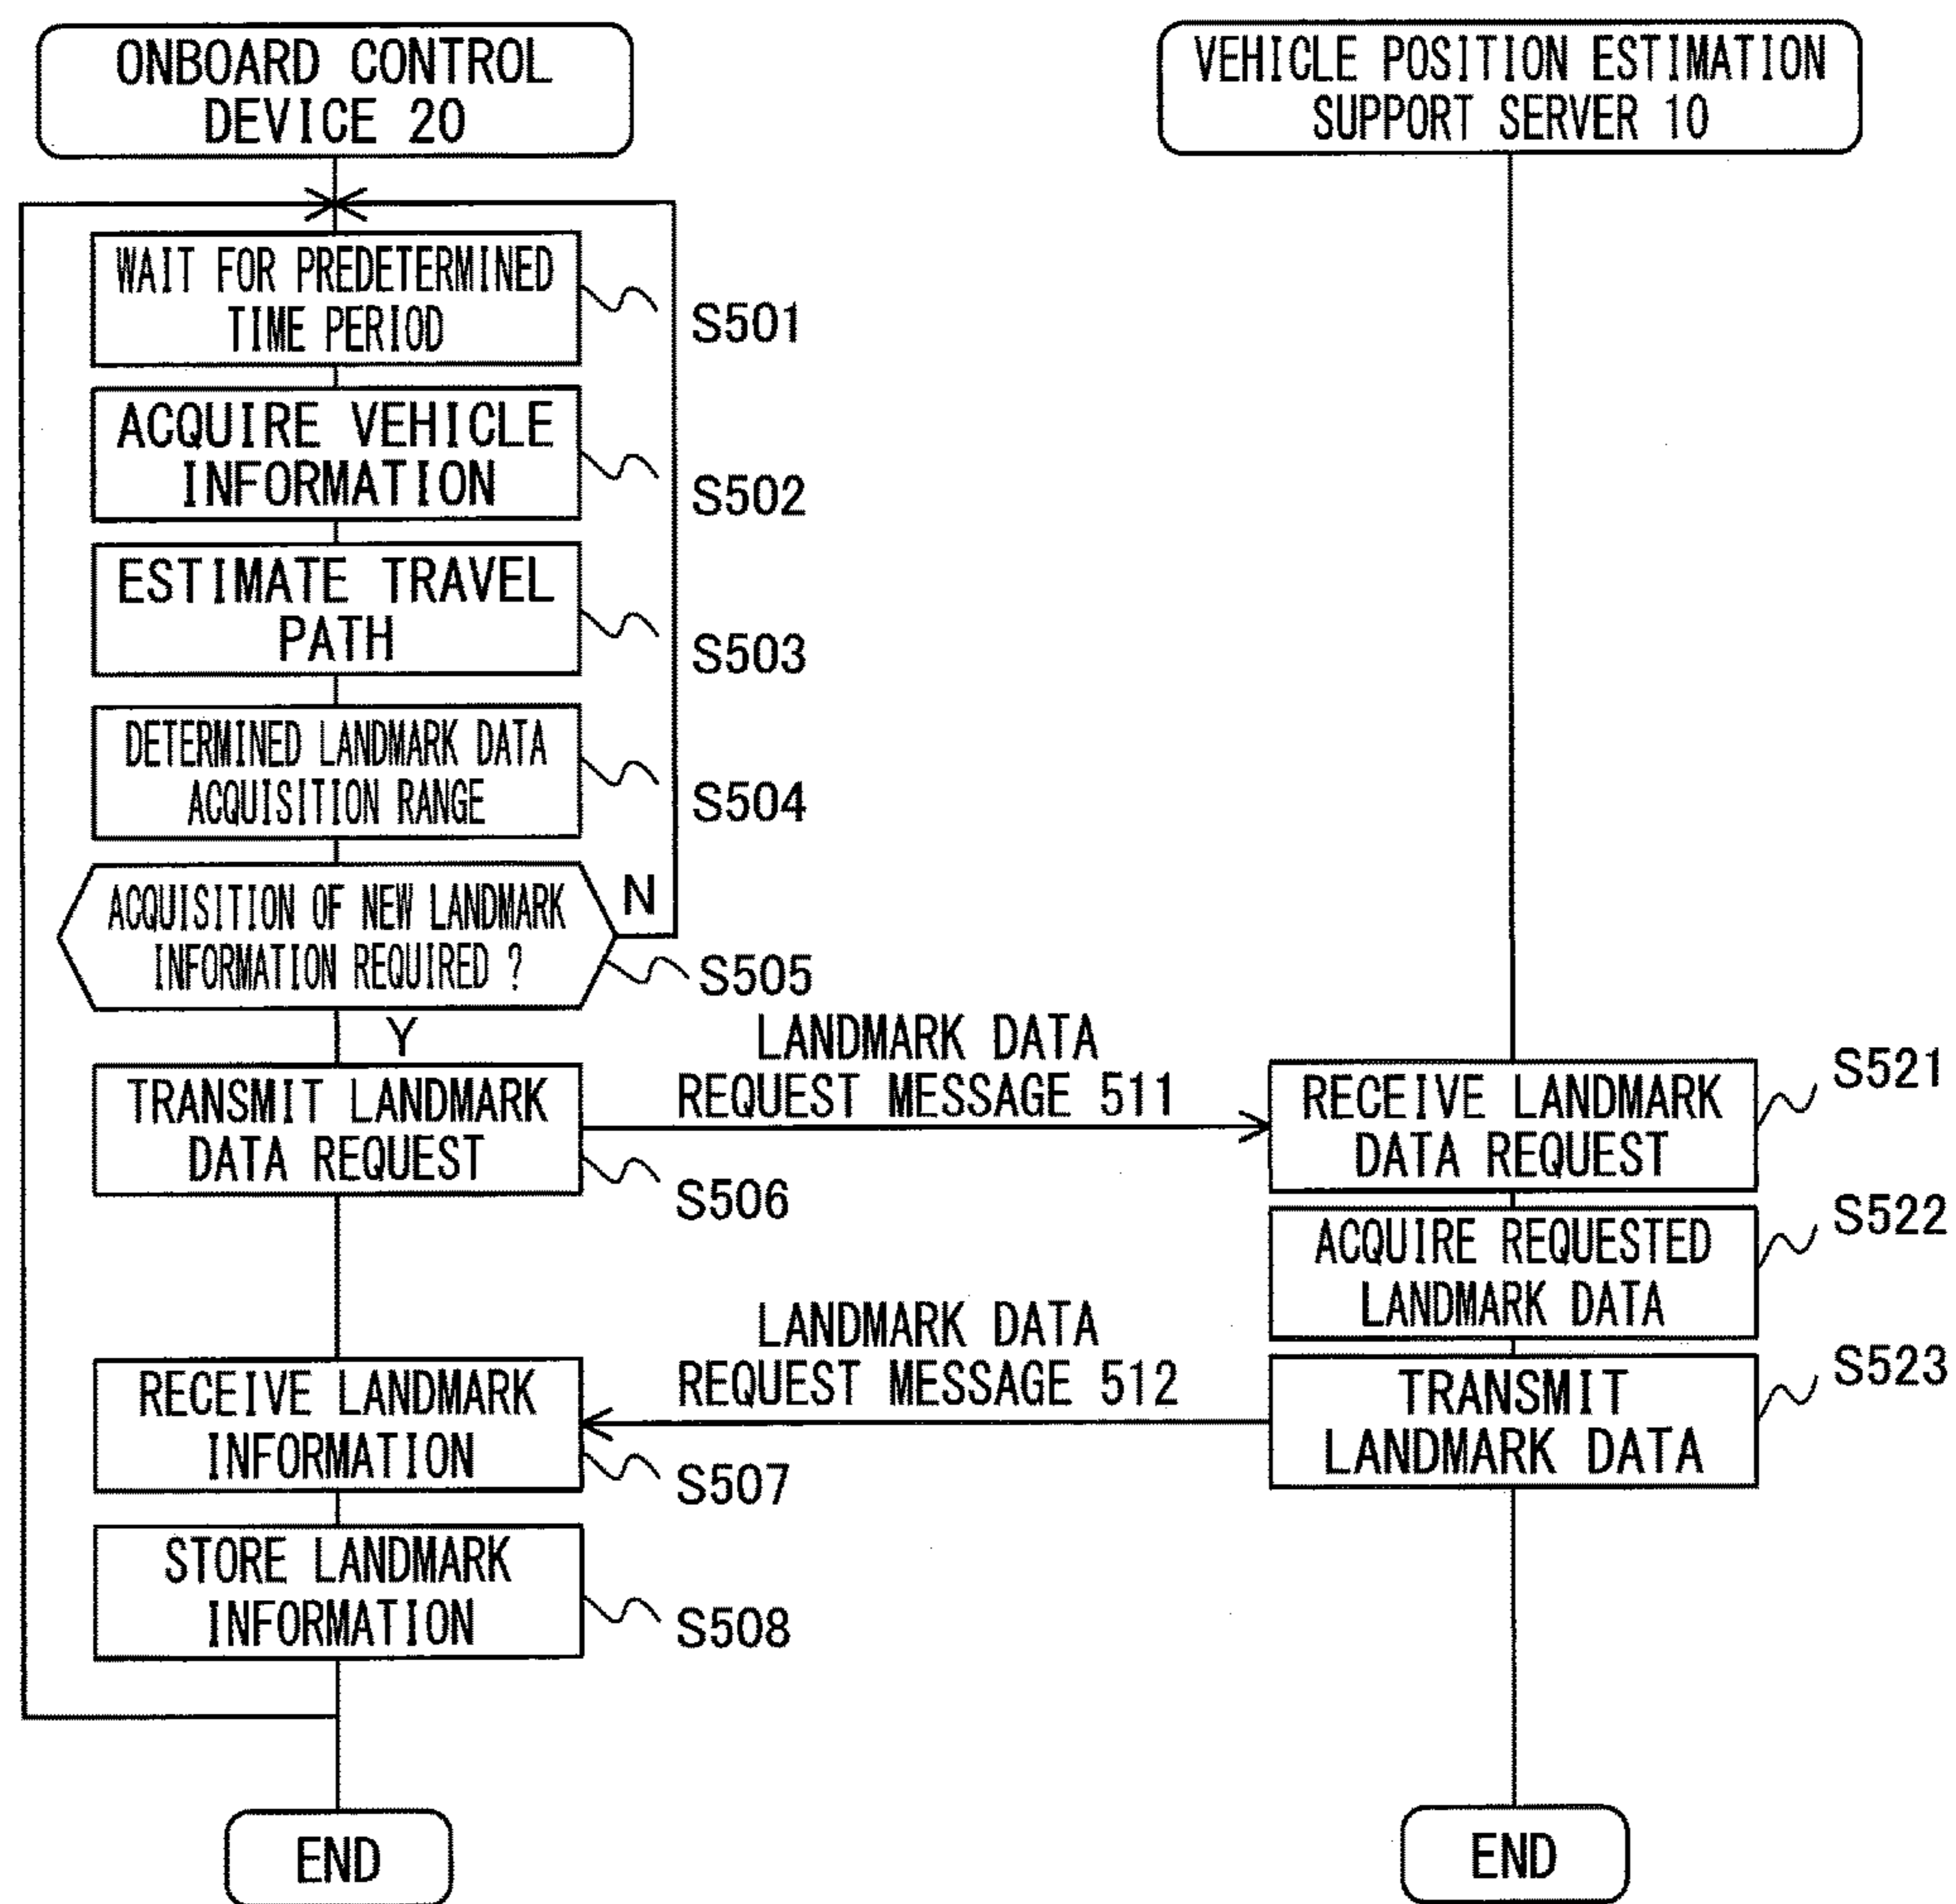 ONBOARD CONTROL
DEVICE 20
WAIT FOR PREDETERMINED
TIME PERIOD
S501
ACQUIRE VEHICLE
INFORMATION
S502
ESTIMATE TRAVEL
PATH
S503
DETERMINED LANDMARK DATA
ACQUISITION RANGE
S504
ACQUISITION OF NEW LANDMARK
INFORMATION REQUIRED ?
N
S505
Y
TRANSMIT LANDMARK
DATA REQUEST
S506
LANDMARK DATA
REQUEST MESSAGE 511
RECEIVE LANDMARK
INFORMATION
S507
LANDMARK DATA
REQUEST MESSAGE 512
STORE LANDMARK
INFORMATION
S508
END
VEHICLE POSITION ESTIMATION
SUPPORT SERVER 10
RECEIVE LANDMARK
DATA REQUEST
S521
ACQUIRE REQUESTED
LANDMARK DATA
S522
TRANSMIT
LANDMARK DATA
S523
END